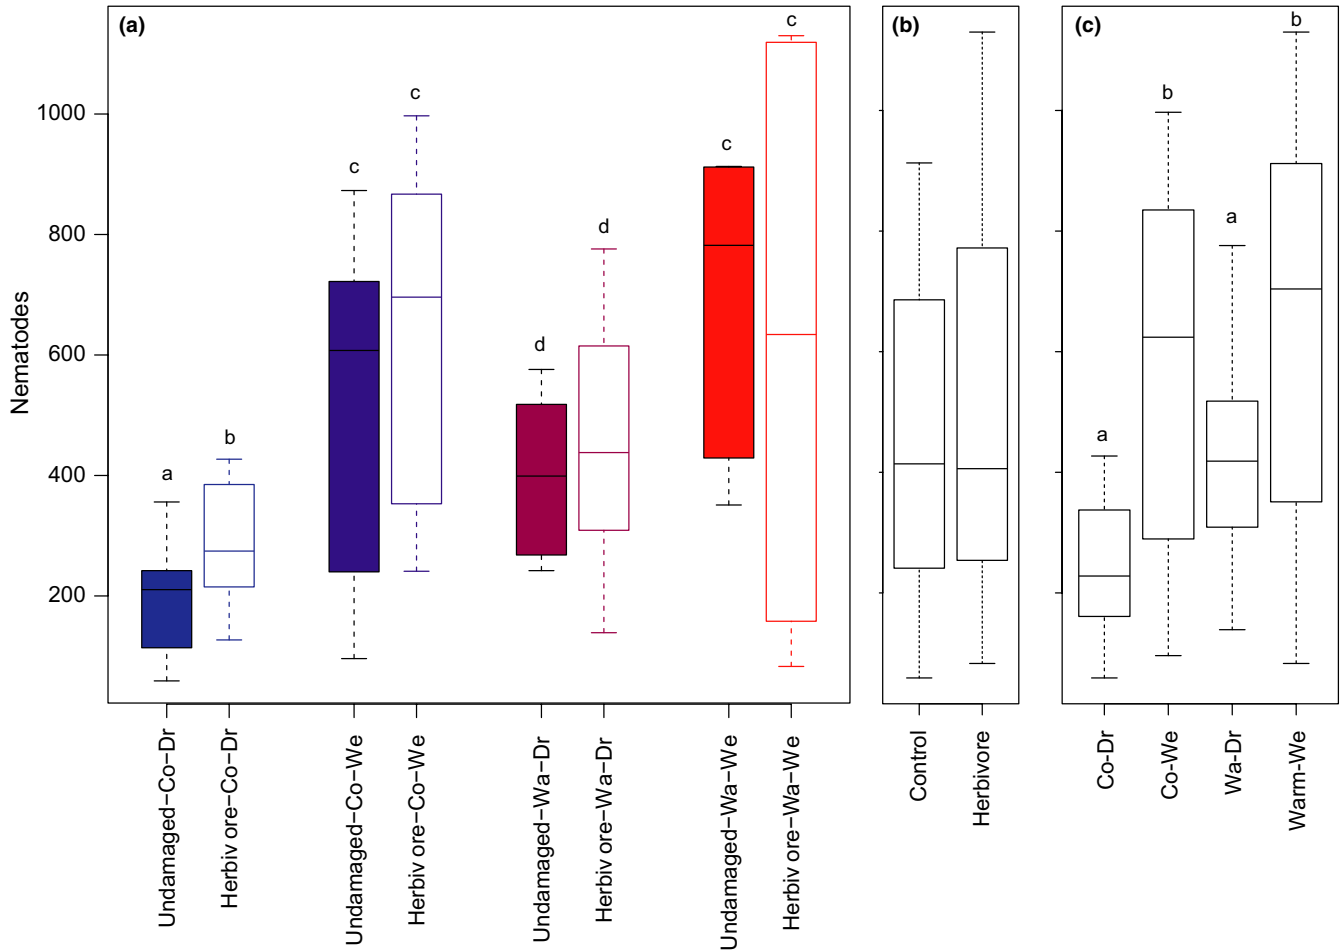 (a)
(b)
(c)
c
b
c
c
b
c
c
a
d
d
b
a
a
1000
800
600
400
200
Nematodes
Undamaged−Co−Dr
Herbiv ore−Co−Dr
Undamaged−Co−We
Herbiv ore−Co−We
Undamaged−Wa−Dr
Herbiv ore−Wa−Dr
Undamaged−Wa−We
Herbiv ore−Wa−We
Control
Herbivore
Co-Dr
Co-We
Wa-Dr
Warm-We